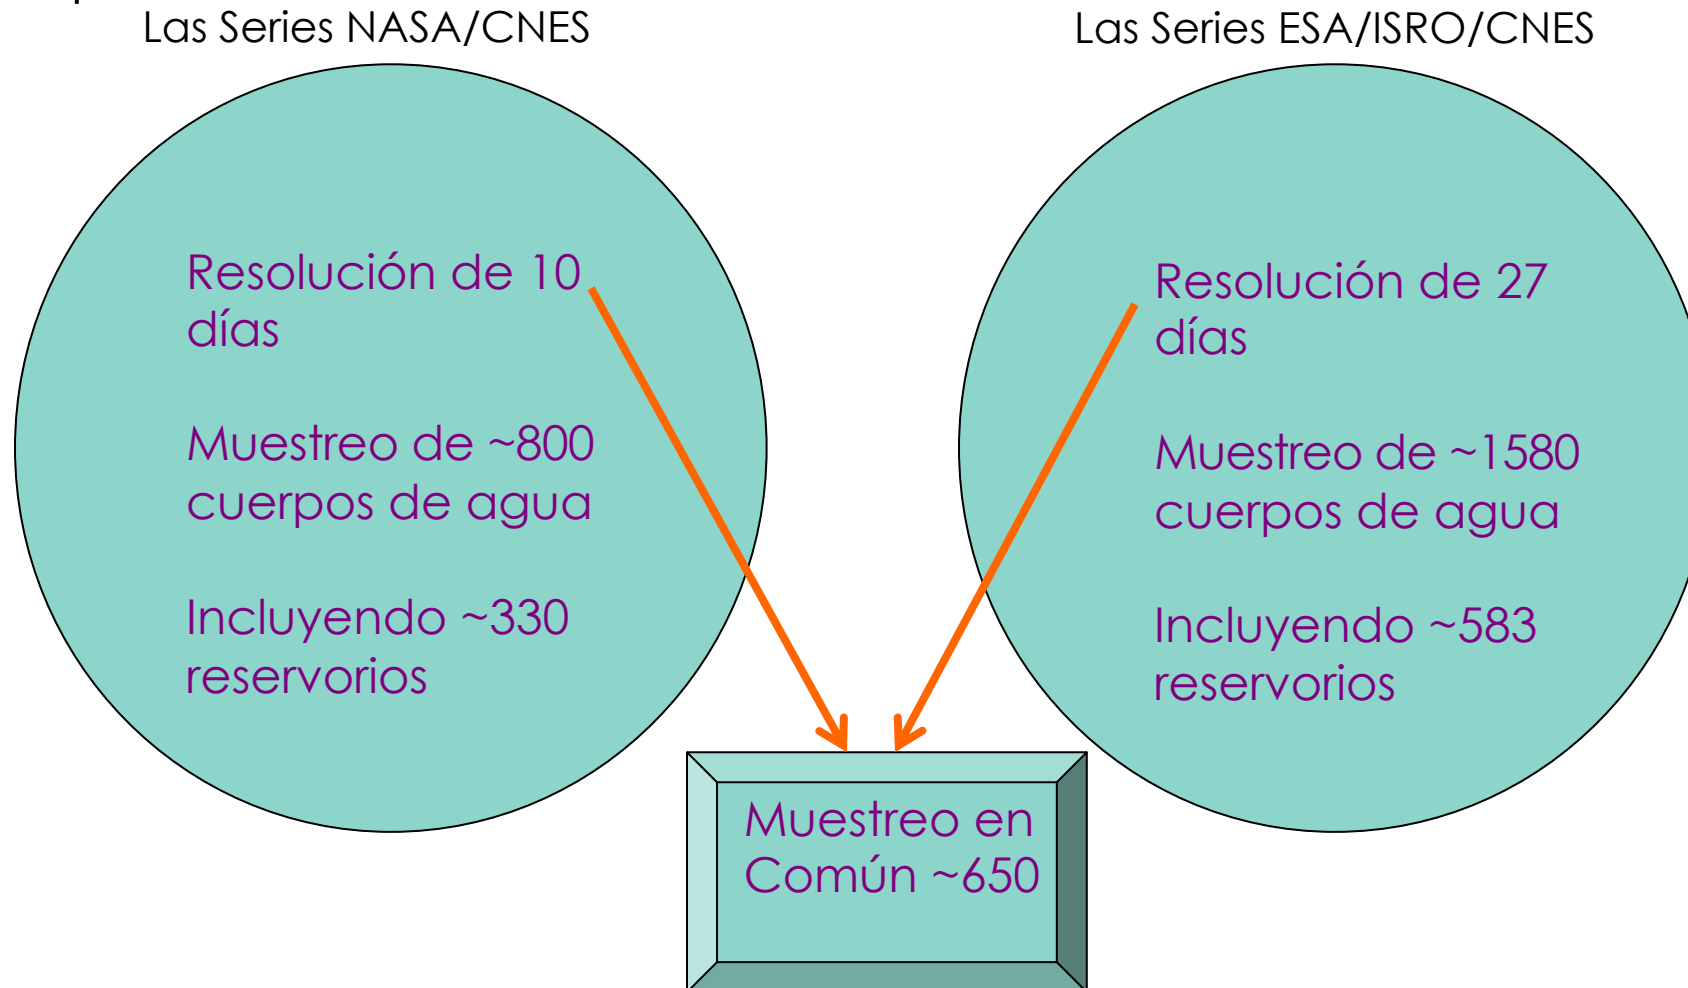 Las Series NASA/CNES
Resolución de 10
días
Muestreo de ~800
cuerpos de agua
Incluyendo ~330
reservorios
Las Series ESA/ISRO/CNES
Resolución de 27
días
Muestreo de ~1580
cuerpos de agua
Incluyendo ~583
reservorios
Muestreo en
Común ~650